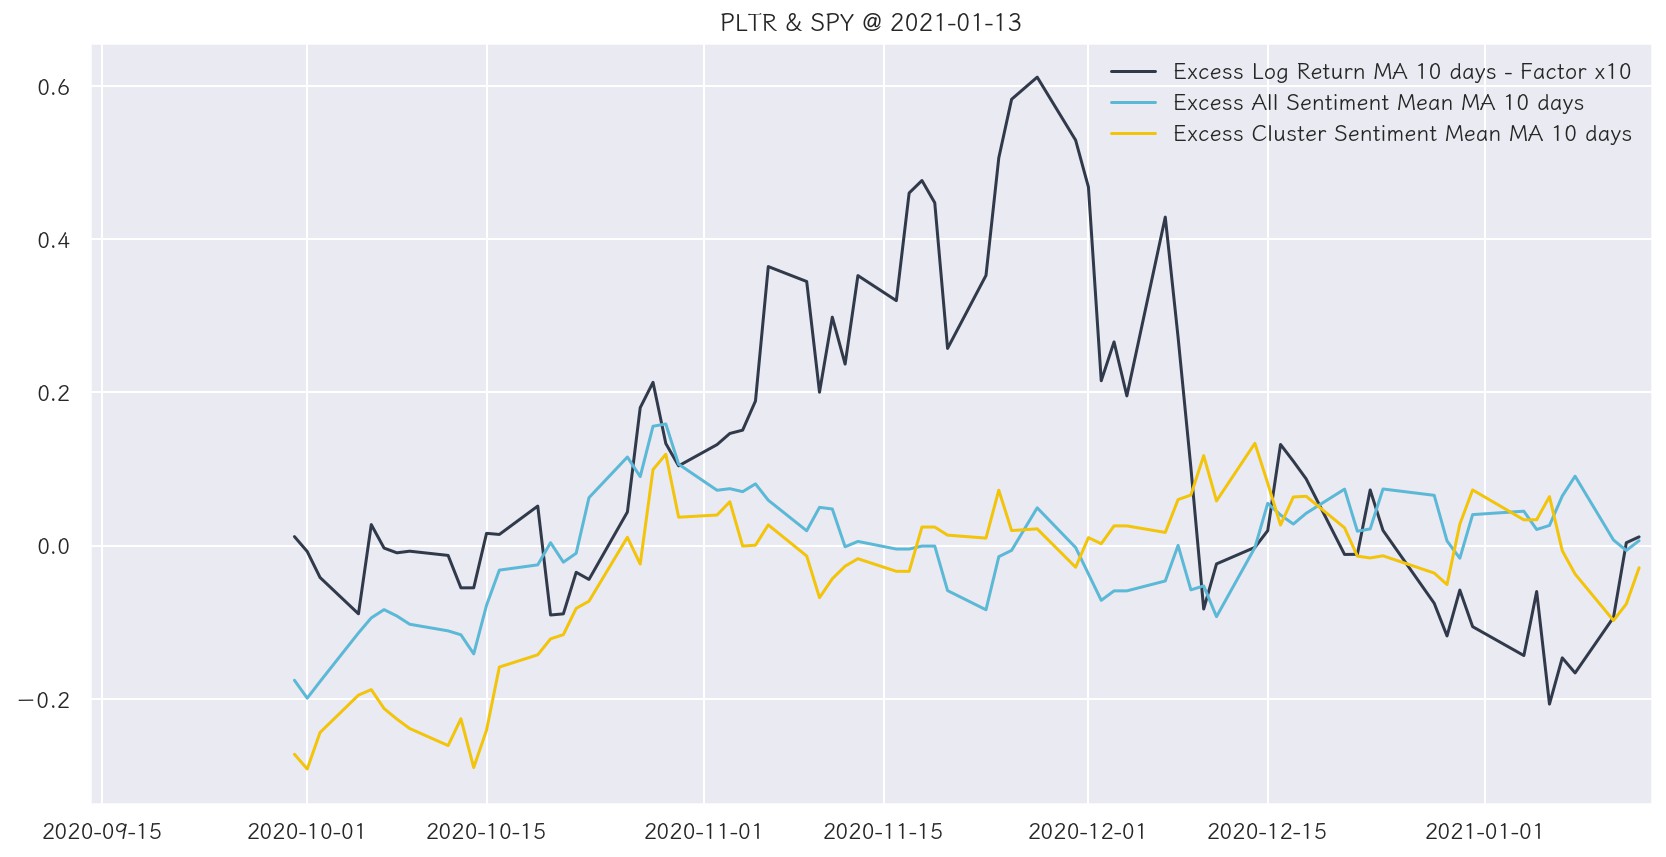 PLTR & SPY @ 2021-01-13
Excess Log Return MA 10 days - Factor x10
Excess All Sentiment Mean MA 10 days
Excess Cluster Sentiment Mean MA 10 days
0.6
0.4
0.2
0.0
−0.2
2020-09-15 2020-10-01 2020-10-15 2020-11-01 2020-11-15 2020-12-01 2020-12-15 2021-01-01